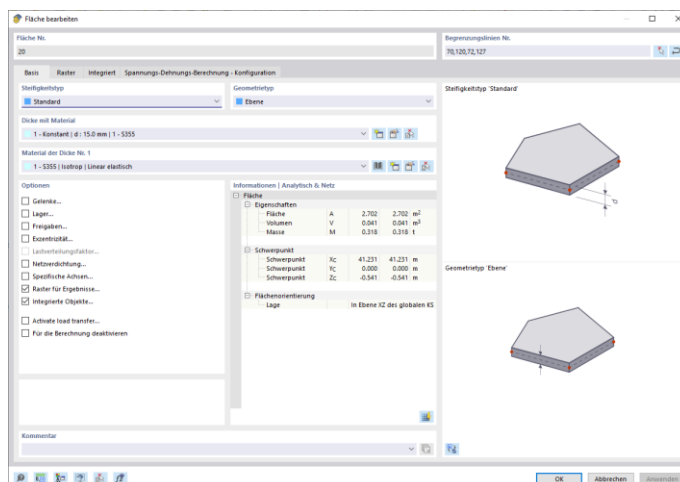 Fläche bearbeiten
Fläche Nr.
20
Begrenzungslinien Nr.
70,120,72,127
Basis Raster Integriert Spannungs-Dehnungs-Berechnung - Konfiguration
Steifigkeitstyp
Standard
Geometrietyp
Ebene
Dicke mit Material
1 - Konstant | d : 15.0 mm | 1 - S355
Material der Dicke Nr. 1
1 - S355 | Isotrop | Linear elastisch
Optionen
Gelenke...
Lager...
Freigaben...
Exzentrizität...
Lastverteilungsfaktor...
Netzverdichtung...
Spezifische Achsen...
Raster für Ergebnisse...
Integrierte Objekte...
Activate load transfer...
Für die Berechnung deaktivieren
Informationen | Analytisch & Netz
Fläche
Eigenschaften
Fläche A 2.702 2.702 m²
Volumen V 0.041 0.041 m³
Masse M 0.318 0.318 t
Schwerpunkt
Schwerpunkt Xc 41.231 41.231 m
Schwerpunkt Yc 0.000 0.000 m
Schwerpunkt Zc -0.541 -0.541 m
Flächenorientierung
Lage In Ebene XZ des globalen KS
Steifigkeitstyp 'Standard'
d
Geometrietyp 'Ebene'
Kommentar
OK Abbrechen Anwenden